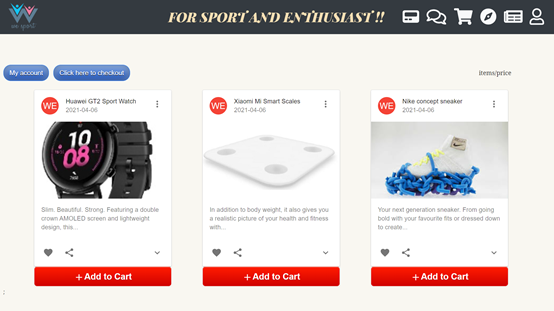 we sport
FOR SPORT AND ENTHUSIAST !!
My account
Click here to checkout
items/price
WE
Huawei GT2 Sport Watch
2021-04-06
10
08
Slim. Beautiful. Strong. Featuring a double
crown AMOLED screen and lightweight
design, this...
+ Add to Cart
WE
Xiaomi Mi Smart Scales
2021-04-06
In addition to body weight, it also gives you
a realistic picture of your health and fitness
with...
+ Add to Cart
WE
Nike concept sneaker
2021-04-06
Your next generation sneaker. From going
bold with your favourite fits or dressed down
to create...
+ Add to Cart
;